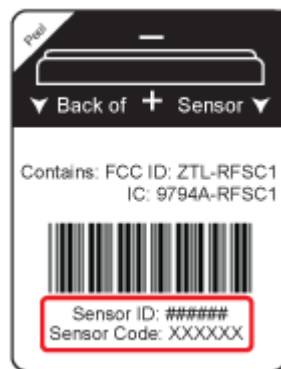 Peel
−
Back of + Sensor
Contains: FCC ID: ZTL-RFSC1
IC: 9794A-RFSC1
Sensor ID: ######
Sensor Code: XXXXXX